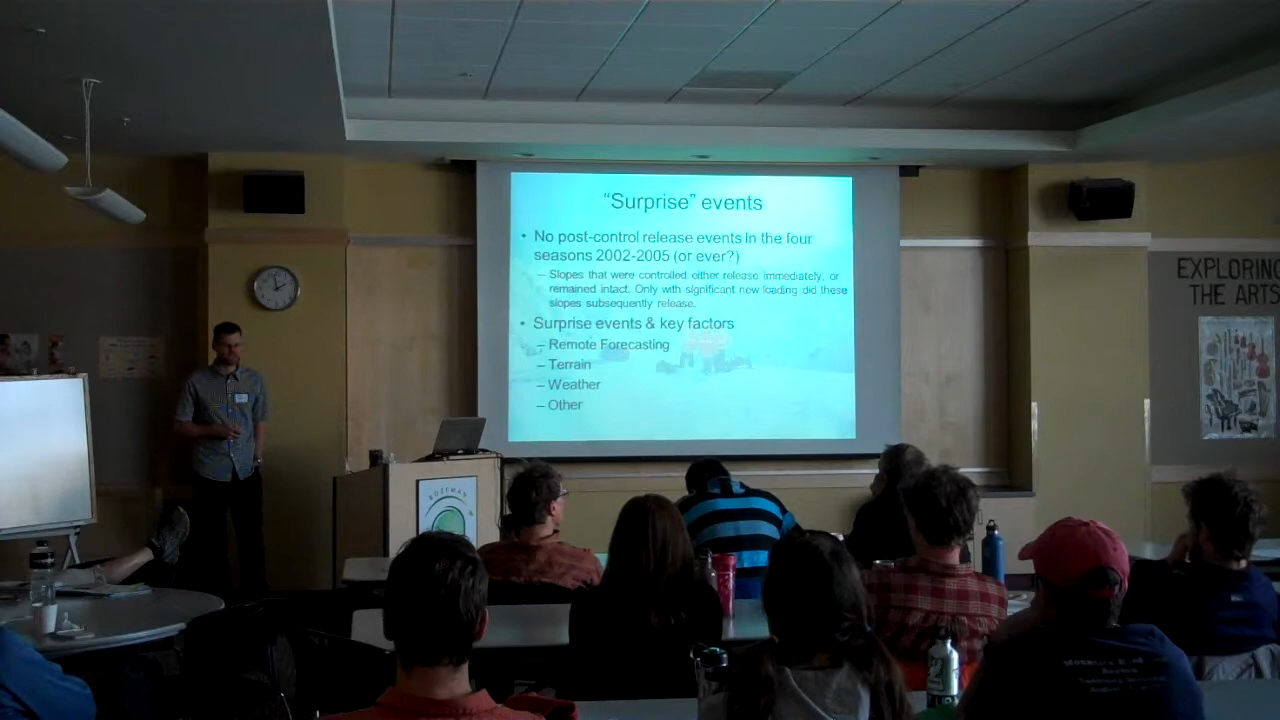 “Surprise” events
• No post-control release events in the four
seasons 2002-2005 (or ever?)
– Slopes that were controlled either release immediately, or
remained intact. Only with significant new loading did these
slopes subsequently release.
• Surprise events & key factors
– Remote Forecasting
– Terrain
– Weather
– Other
EXPLORING
THE ARTS
BOZEMAN